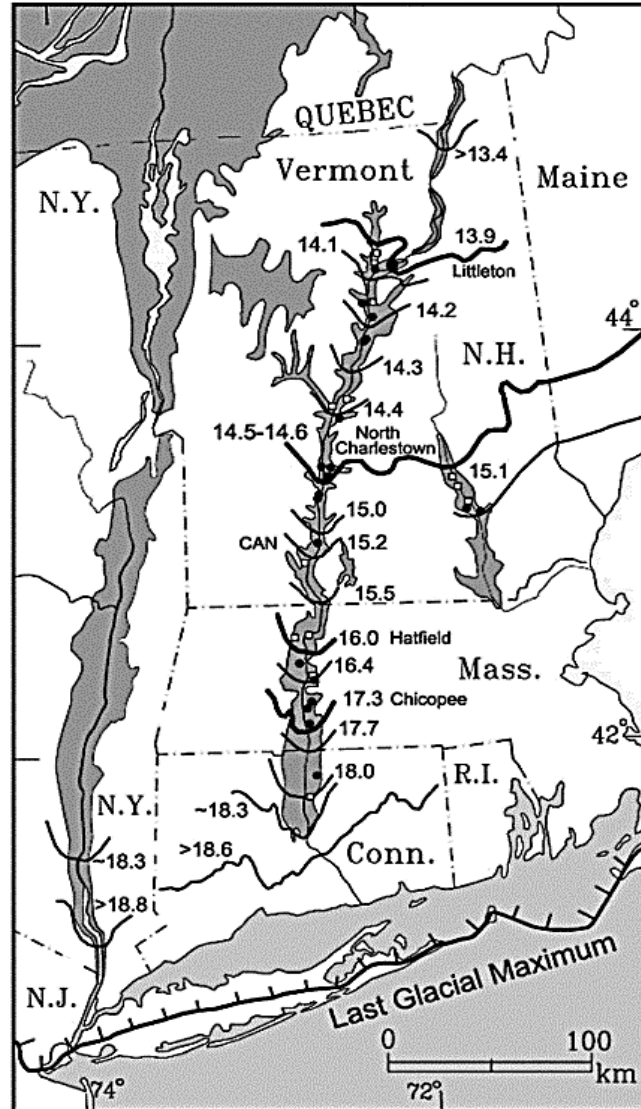 QUEBEC
Vermont
>13.4
Maine
N.Y.
14.1
13.9
Littleton
14.2
44°
14.3
N.H.
14.4
14.5-14.6
North
Charlestown
15.1
15.0
CAN
15.2
15.5
16.0 Hatfield
16.4
Mass.
17.3 Chicopee
17.7
42°
18.0
R.I.
N.Y.
~18.3
~18.3
>18.6
Conn.
>18.8
N.J.
Last Glacial Maximum
0 100
km
74°
72°